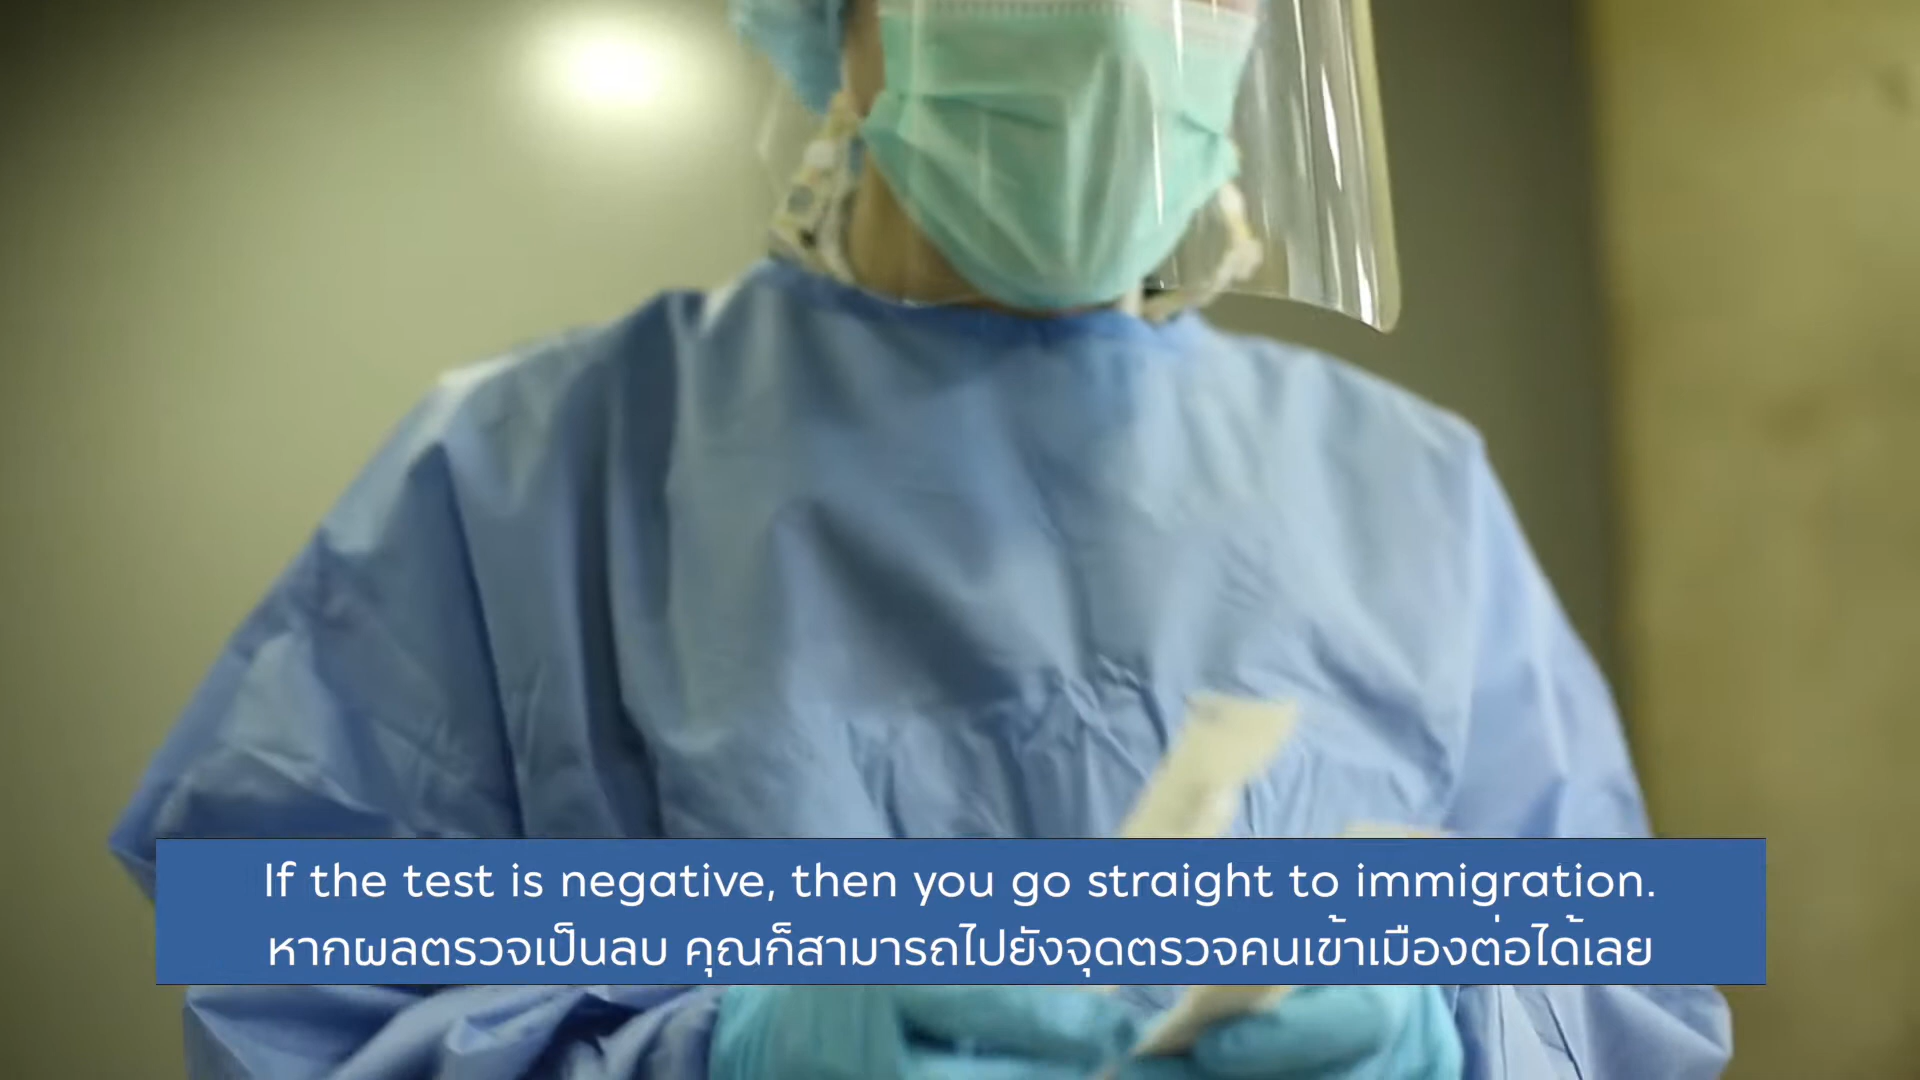 If the test is negative, then you go straight to immigration.
หากผลตรวจเป็นลบ คุณก็สามารถไปยังจุดตรวจคนเข้าเมืองต่อได้เลย